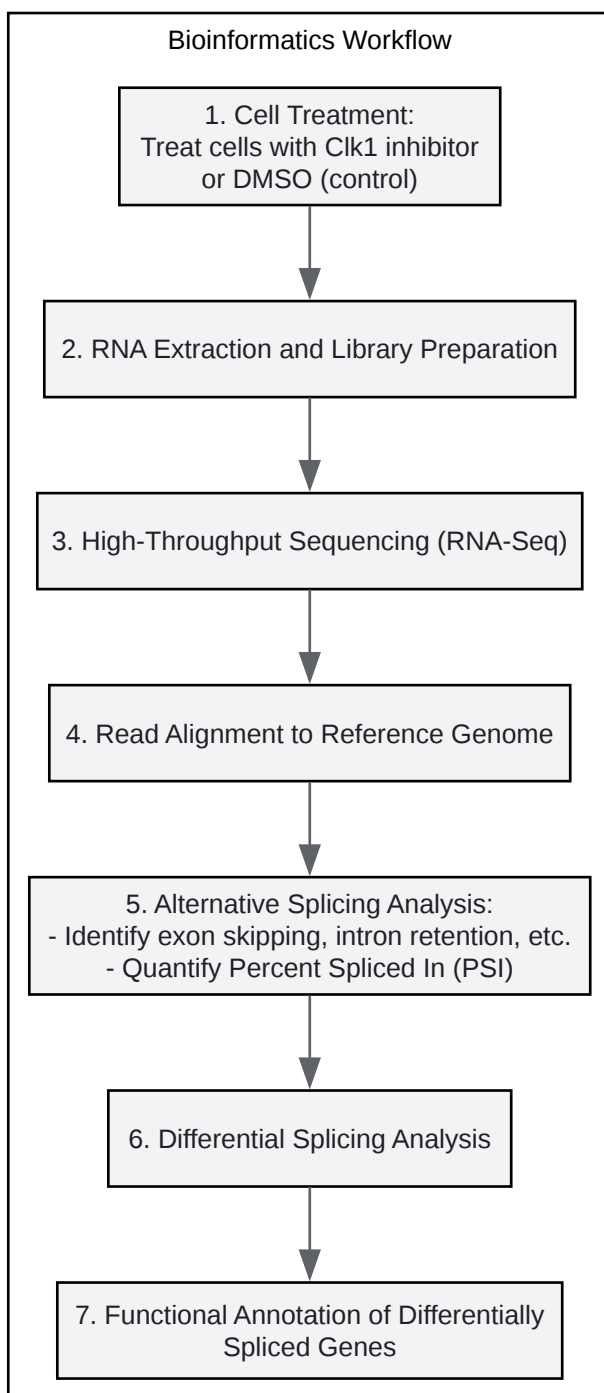 Bioinformatics Workflow
1. Cell Treatment:
Treat cells with Clk1 inhibitor
or DMSO (control)
2. RNA Extraction and Library Preparation
3. High-Throughput Sequencing (RNA-Seq)
4. Read Alignment to Reference Genome
5. Alternative Splicing Analysis:
- Identify exon skipping, intron retention, etc.
- Quantify Percent Spliced In (PSI)
6. Differential Splicing Analysis
7. Functional Annotation of Differentially
Spliced Genes